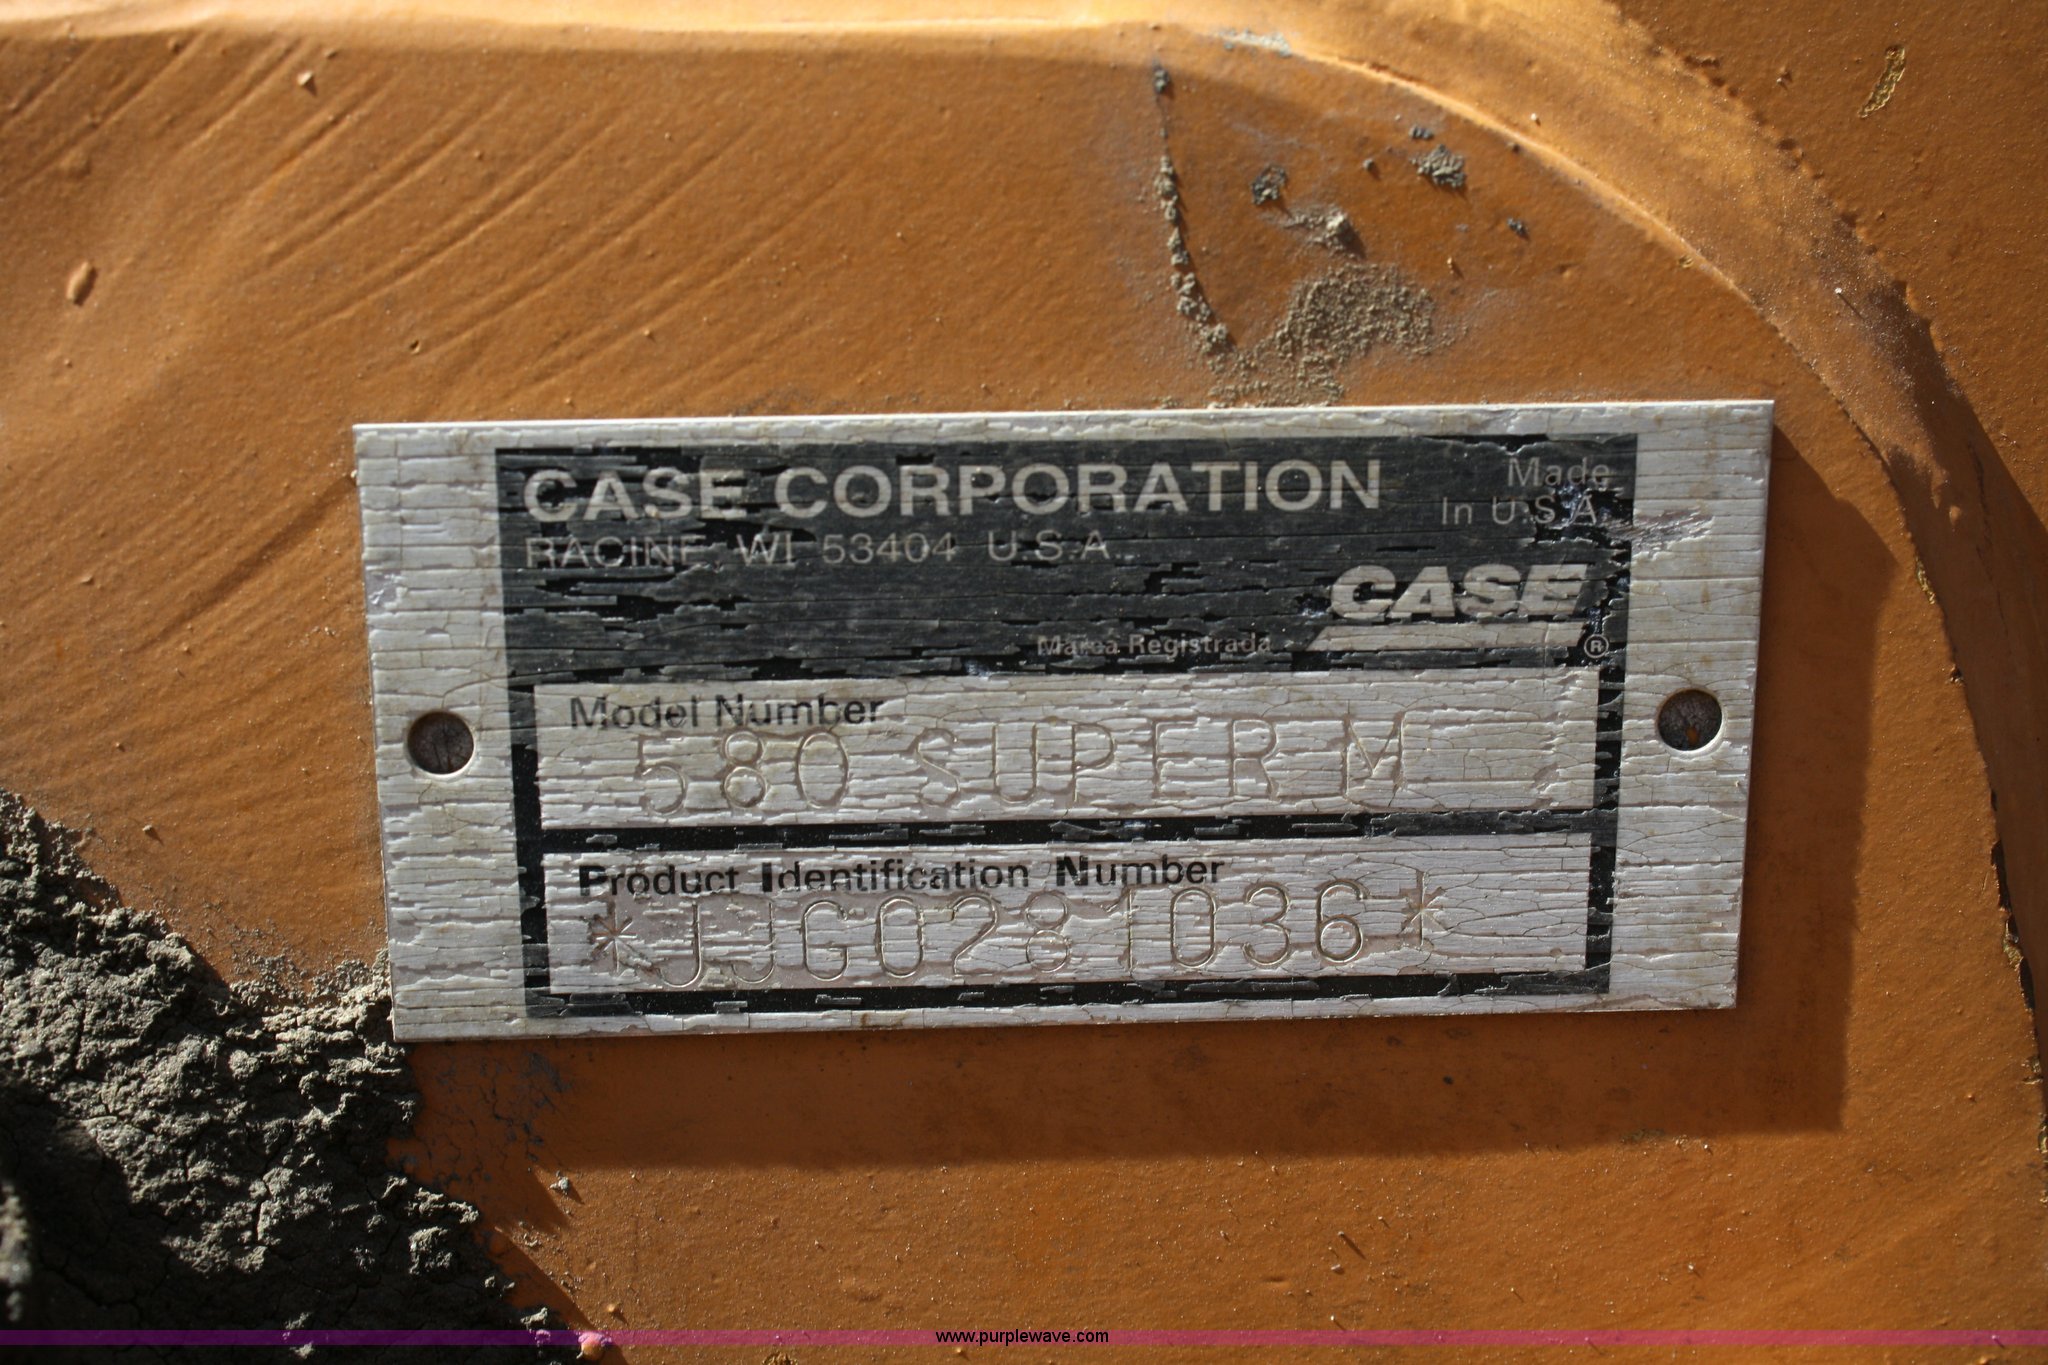 CASE CORPORATION
RACINE, WI 53404 U.S.A.
Made
In U.S.A.
CASE
Marca Registrada ®
Model Number
580 SUPER M
Product Identification Number
*JJG0281036*
www.purplewave.com